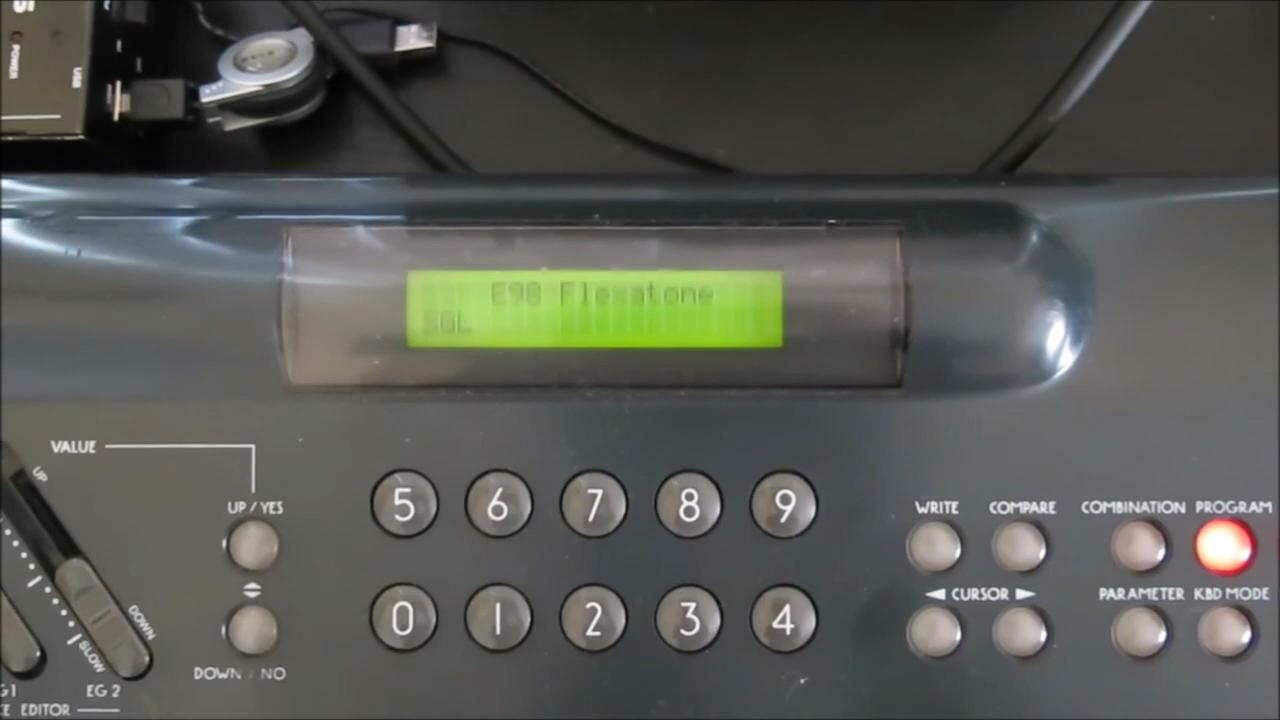 POWER
USB
E98 Flexatone
SGL
VALUE
UP
UP / YES
5 6 7 8 9
WRITE COMPARE COMBINATION PROGRAM
◄ CURSOR ►
PARAMETER KBD MODE
0 1 2 3 4
DOWN
SLOW
DOWN / NO
EG 2
EDITOR